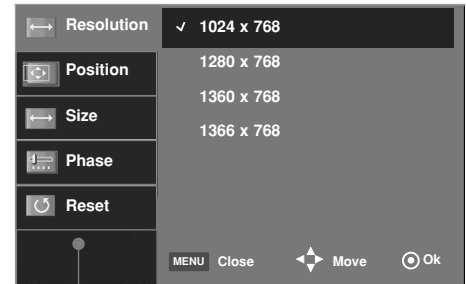 Resolution
Position
Size
Phase
Reset
✓ 1024 x 768
1280 x 768
1360 x 768
1366 x 768
MENU Close Move Ok